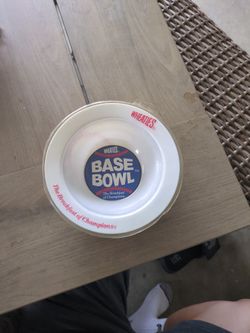 WHEATIES
WHEATIES
BASE
BOWL
The Breakfast
of Champions
The Breakfast of Champions